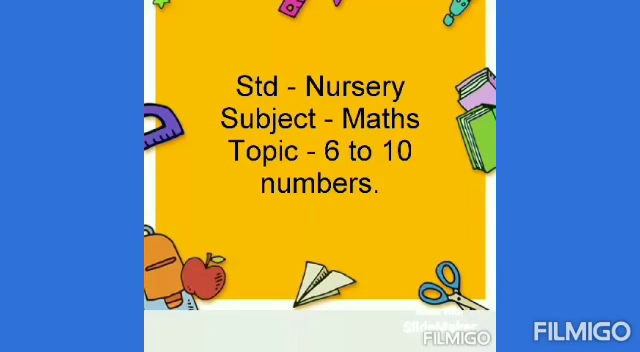 Std - Nursery
Subject - Maths
Topic - 6 to 10
numbers.
FILMIGO
FILMIGO